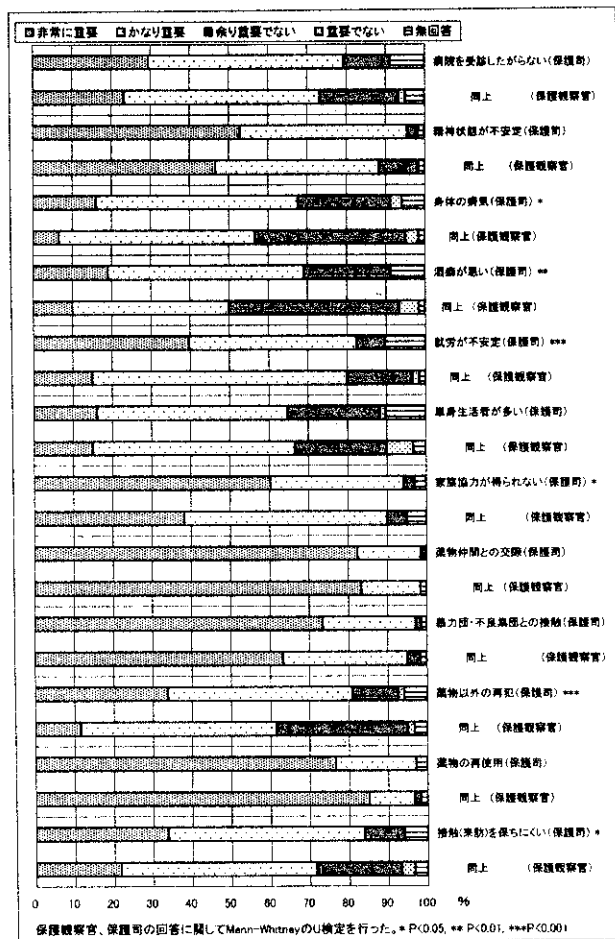 非常に重要 かなり重要 余り重要でない 重要でない 無回答
病院を受診したがらない(保護司)
同上 (保護観察官)
精神状態が不安定(保護司)
同上 (保護観察官)
身体の病気(保護司) *
同上(保護観察官)
酒癖が悪い(保護司) **
同上 (保護観察官)
就労が不安定(保護司) ***
同上 (保護観察官)
単身生活者が多い(保護司)
同上 (保護観察官)
家族協力が得られない(保護司) *
同上 (保護観察官)
薬物仲間との交際(保護司)
同上 (保護観察官)
暴力団・不良集団との接触(保護司)
同上 (保護観察官)
薬物以外の再犯(保護司) ***
同上 (保護観察官)
薬物の再使用(保護司)
同上 (保護観察官)
接触(来訪)を保ちにくい(保護司) *
同上 (保護観察官)
0 10 20 30 40 50 60 70 80 90 100 %
保護観察官、保護司の回答に関してMann-WhitneyのU検定を行った。* P<0.05, ** P<0.01, ***P<0.001